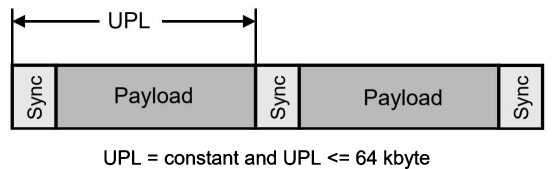 UPL
Sync Payload Sync Payload Sync
UPL = constant and UPL <= 64 kbyte